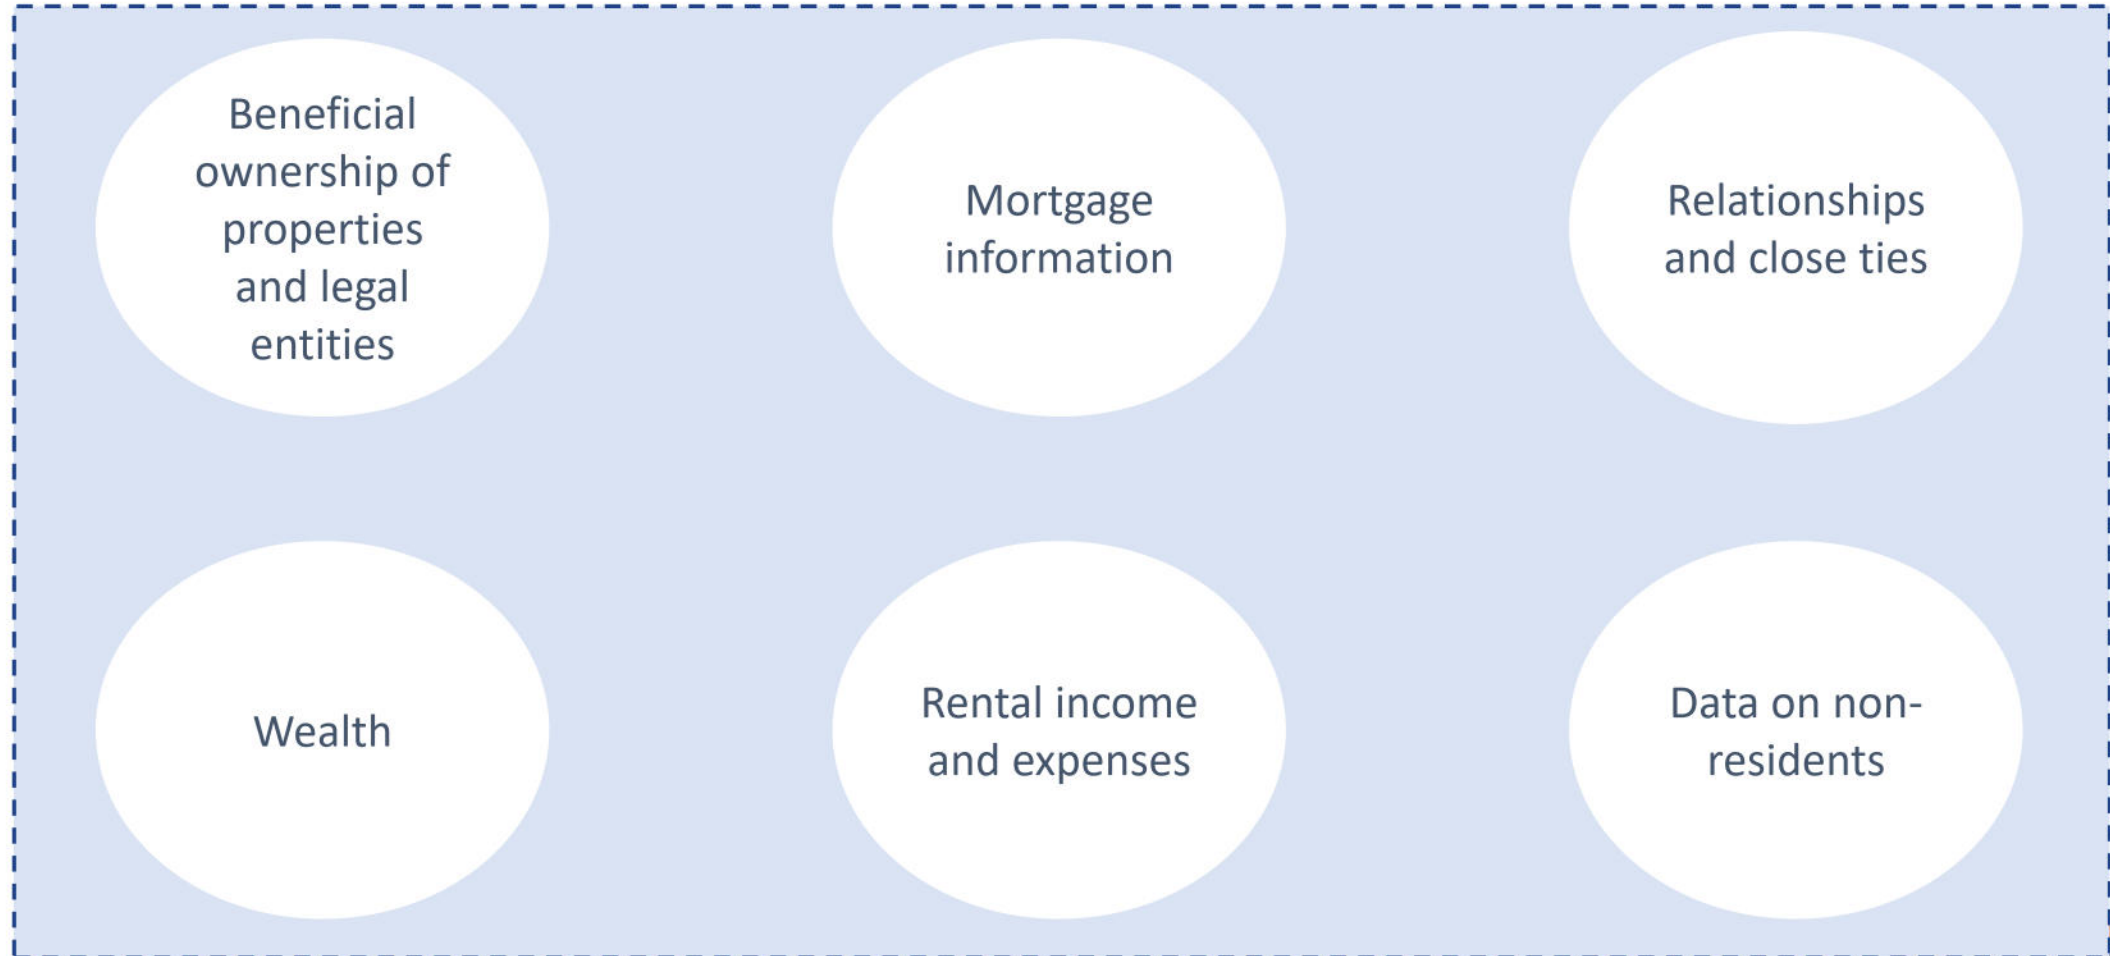 Beneficial
ownership of
properties
and legal
entities
Mortgage
information
Relationships
and close ties
Wealth
Rental income
and expenses
Data on non-
residents